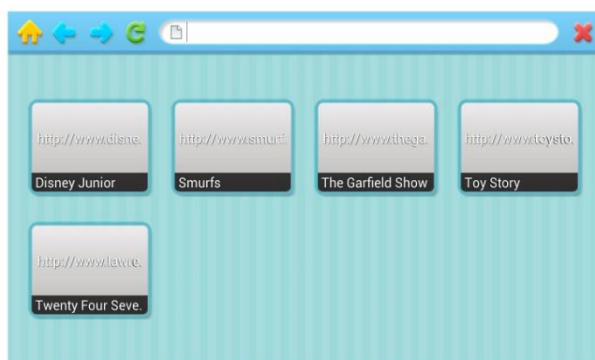 http://www.disne.
http://www.smurf.
http://www.thega.
http://www.toysto.
Disney Junior
Smurfs
The Garfield Show
Toy Story
http://www.lawre.
Twenty Four Seve.